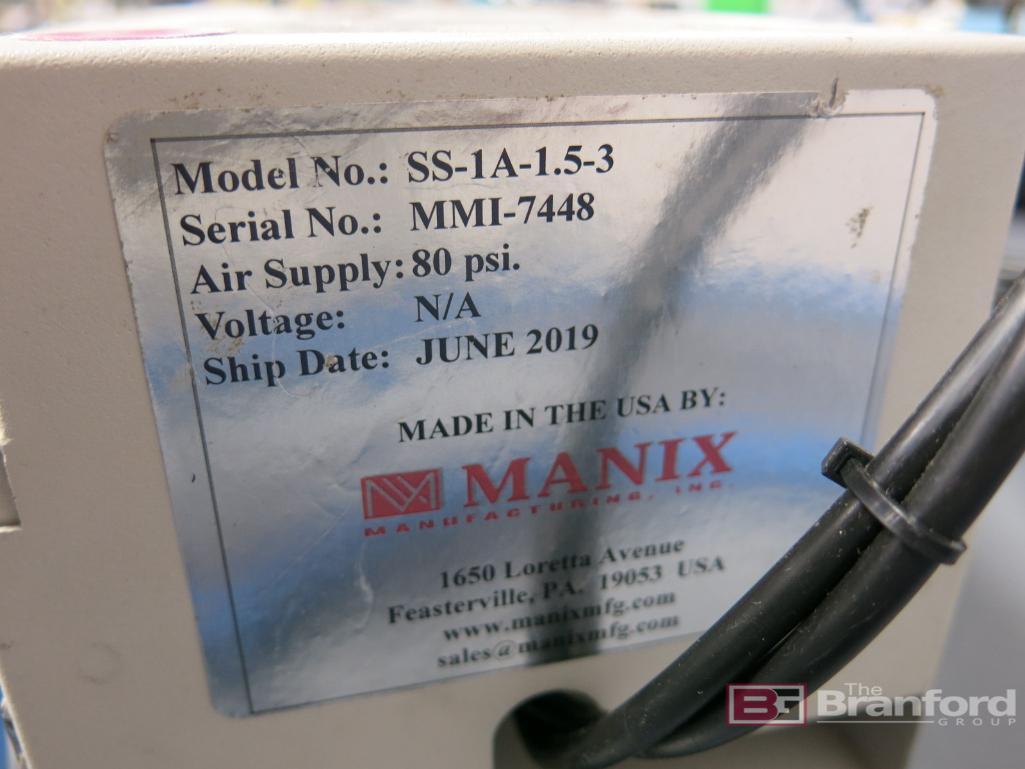 Model No.: SS-1A-1.5-3
Serial No.: MMI-7448
Air Supply: 80 psi.
Voltage: N/A
Ship Date: JUNE 2019
MADE IN THE USA BY:
MANIX
MANUFACTURING, INC.
1650 Loretta Avenue
Feasterville, PA. 19053 USA
www.manixmfg.com
sales@manixmfg.com
BG The
Branford
GROUP